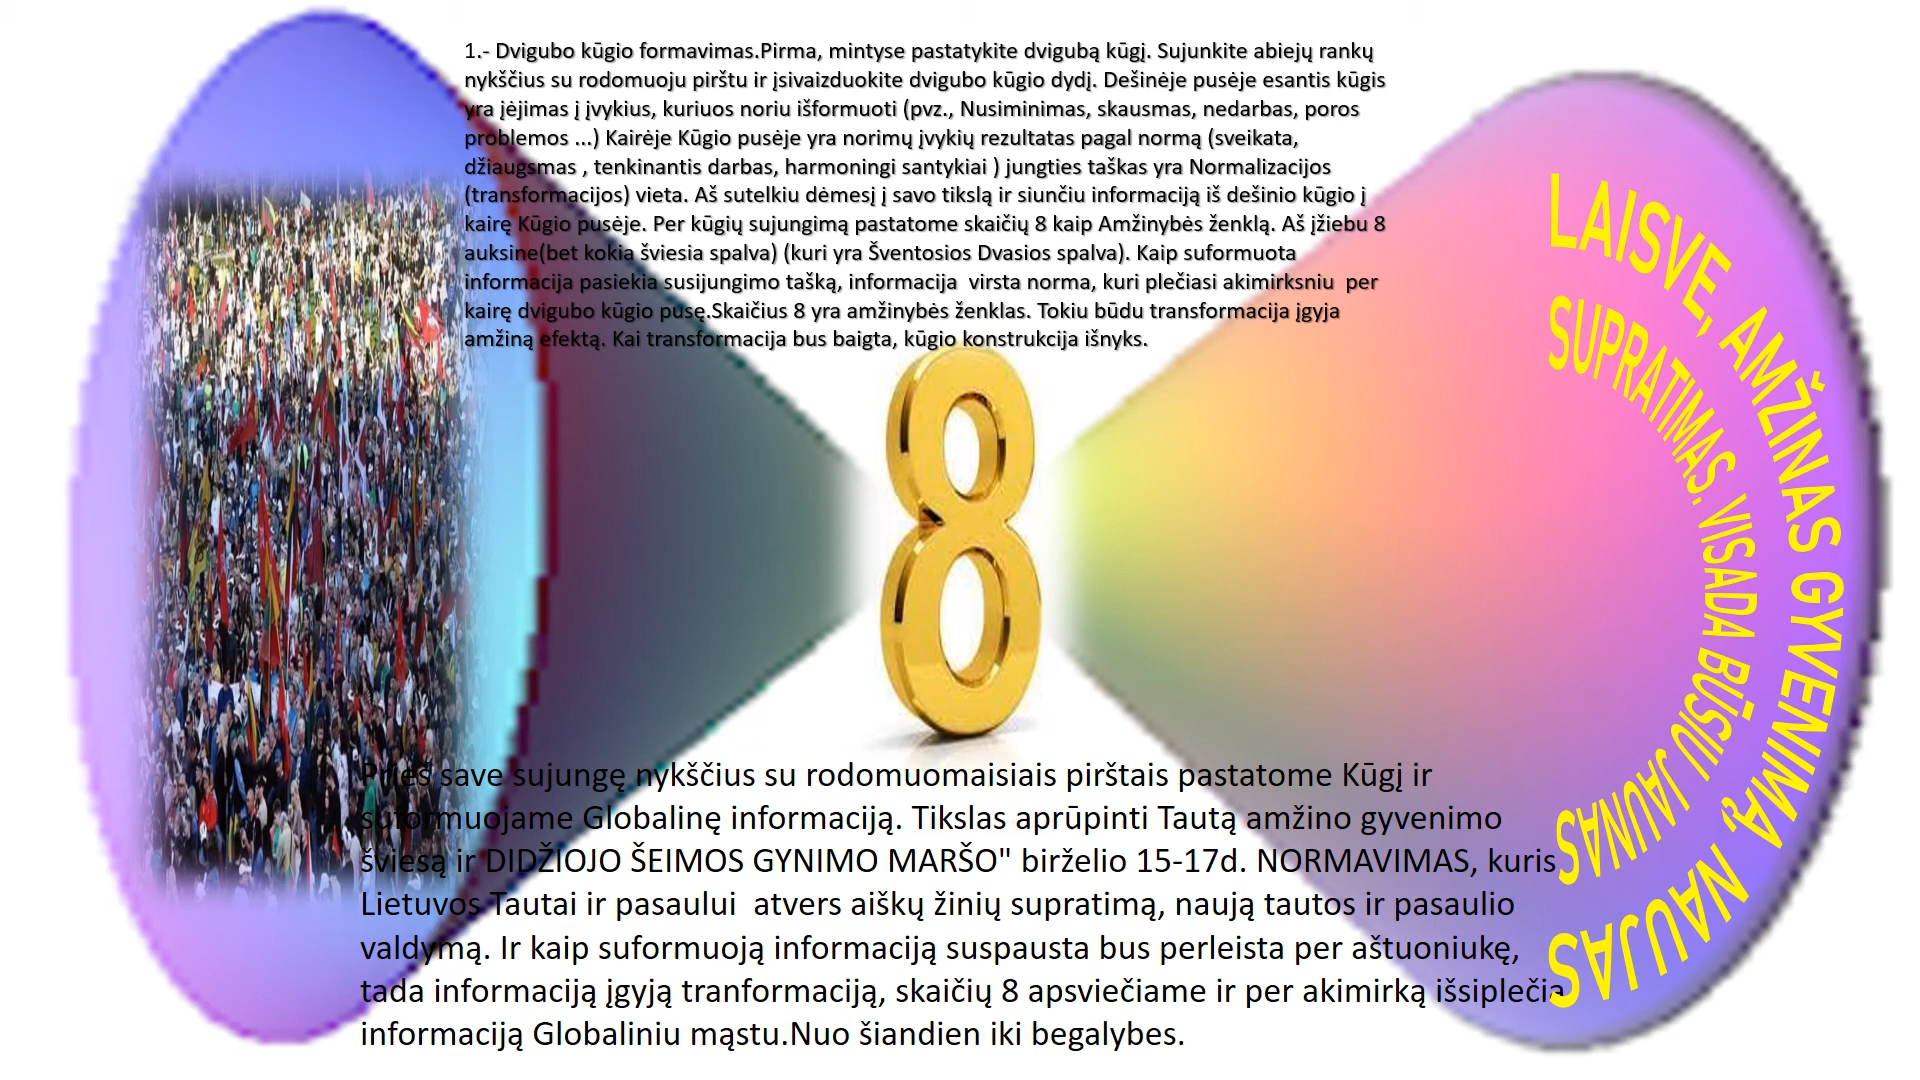 1.- Dvigubo kūgio formavimas.Pirma, mintyse pastatykite dvigubą kūgį. Sujunkite abiejų rankų
nykščius su rodomuoju pirštu ir įsivaizduokite dvigubo kūgio dydį. Dešinėje pusėje esantis kūgis
yra įėjimas į įvykius, kuriuos noriu išformuoti (pvz., Nusiminimas, skausmas, nedarbas, poros
problemos ...) Kairėje Kūgio pusėje yra norimų įvykių rezultatas pagal normą (sveikata,
džiaugsmas , tenkinantis darbas, harmoningi santykiai ) jungties taškas yra Normalizacijos
(transformacijos) vieta. Aš sutelkiu dėmesį į savo tikslą ir siunčiu informaciją iš dešinio kūgio į
kairę Kūgio pusėje. Per kūgių sujungimą pastatome skaičių 8 kaip Amžinybės ženklą. Aš įžiebu 8
auksine(bet kokia šviesia spalva) (kuri yra Šventosios Dvasios spalva). Kaip suformuota
informacija pasiekia susijungimo tašką, informacija  virsta norma, kuri plečiasi akimirksniu  per
kairę dvigubo kūgio pusę.Skaičius 8 yra amžinybės ženklas. Tokiu būdu transformacija įgyja
amžiną efektą. Kai transformacija bus baigta, kūgio konstrukcija išnyks.
8
LAISVE, AMŽINAS GYVENIMĄ, NAUJAS
SUPRATIMAS. VISADA BŪSIU JAUNAS
Prieš save sujungę nykščius su rodomuomaisiais pirštais pastatome Kūgį ir
suformuojame Globalinę informaciją. Tikslas aprūpinti Tautą amžino gyvenimo
šviesą ir DIDŽIOJO ŠEIMOS GYNIMO MARŠO" birželio 15-17d. NORMAVIMAS, kuris
Lietuvos Tautai ir pasaului  atvers aiškų žinių supratimą, naują tautos ir pasaulio
valdymą. Ir kaip suformuoją informaciją suspausta bus perleista per aštuoniukę,
tada informaciją įgyją tranformaciją, skaičių 8 apsviečiame ir per akimirką iššsiplečia
informaciją Globaliniu mąstu.Nuo šiandien iki begalybes.